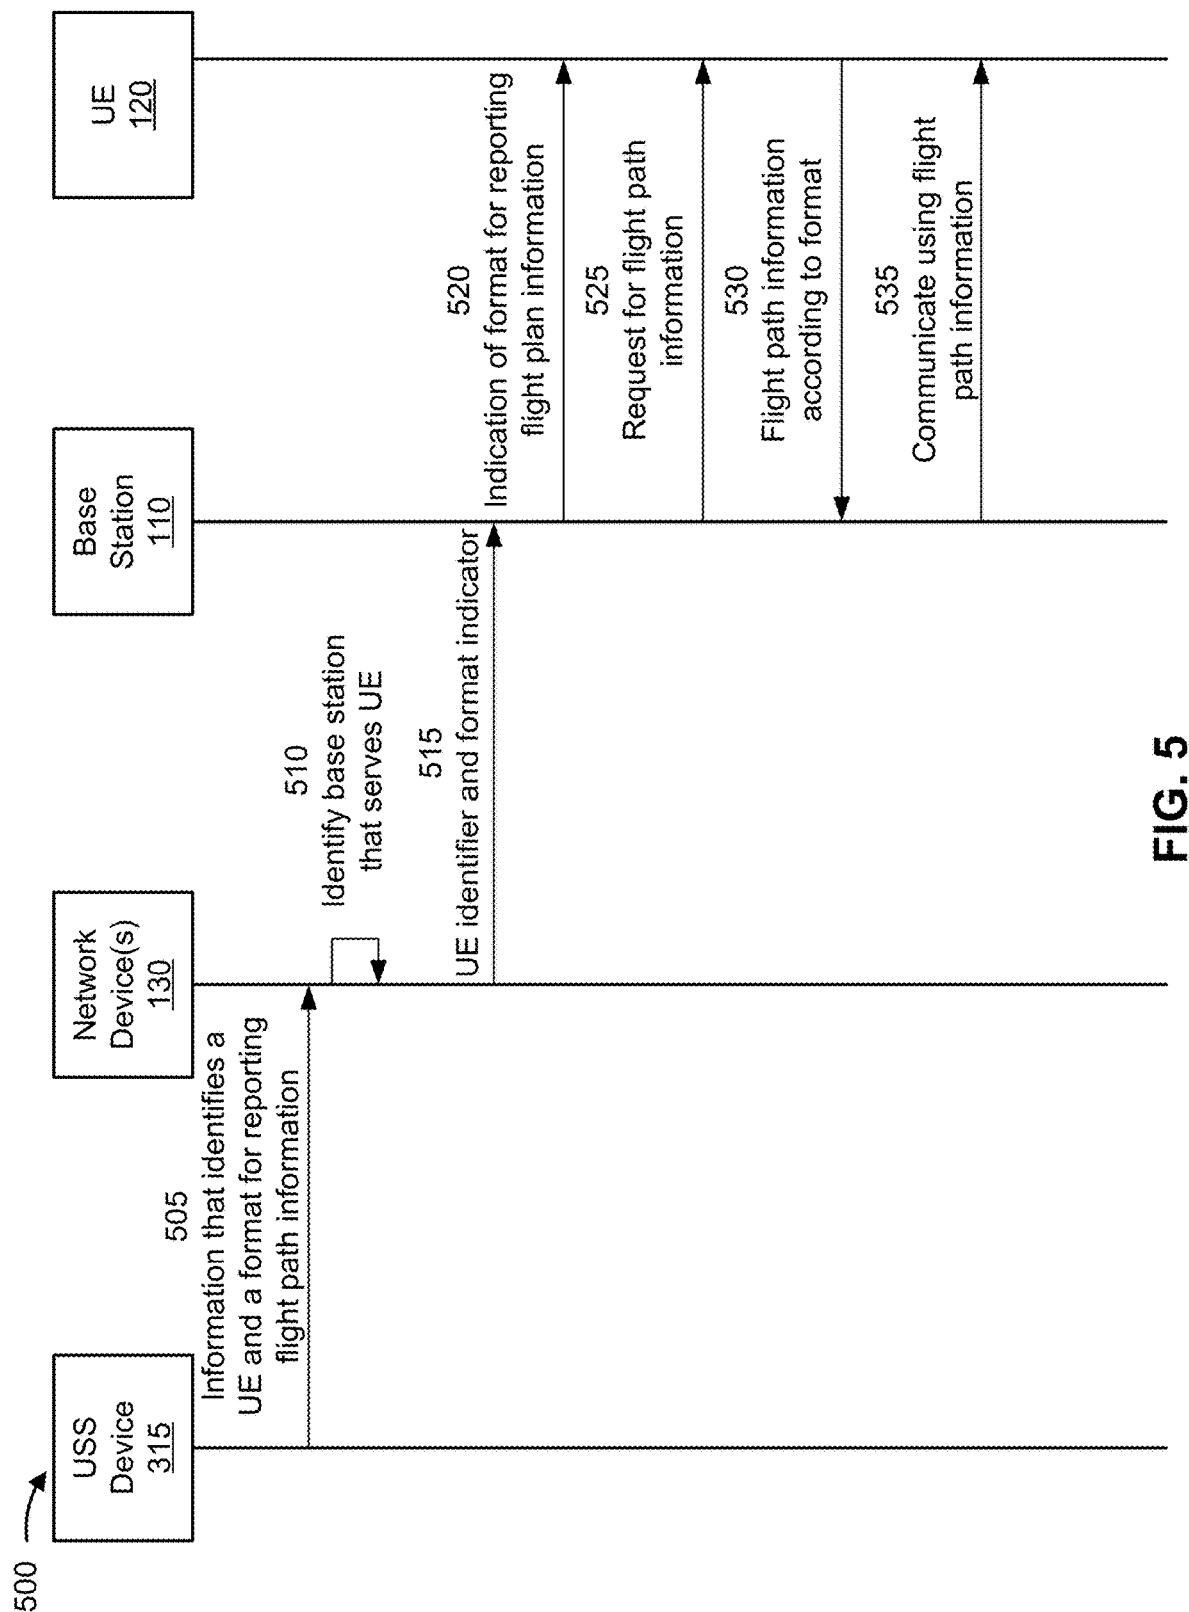 500
USS
Device
315
Network
Device(s)
130
Base
Station
110
UE
120
505
Information that identifies a
UE and a format for reporting
flight path information
510
Identify base station
that serves UE
515
UE identifier and format indicator
520
Indication of format for reporting
flight plan information
525
Request for flight path
information
530
Flight path information
according to format
535
Communicate using flight
path information
FIG. 5